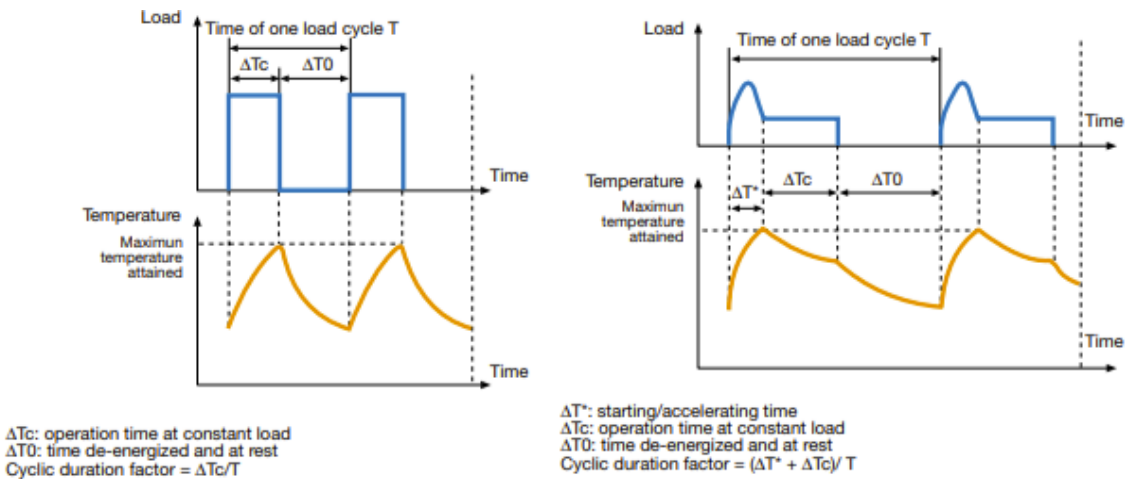 Load
Time of one load cycle T
ΔTc
ΔT0
Time
Temperature
Maximun
temperature
attained
Time
ΔTc: operation time at constant load
ΔT0: time de-energized and at rest
Cyclic duration factor = ΔTc/T
Load
Time of one load cycle T
Time
Temperature
ΔT*
ΔTc
ΔT0
Maximun
temperature
attained
Time
ΔT*: starting/accelerating time
ΔTc: operation time at constant load
ΔT0: time de-energized and at rest
Cyclic duration factor = (ΔT* + ΔTc)/ T